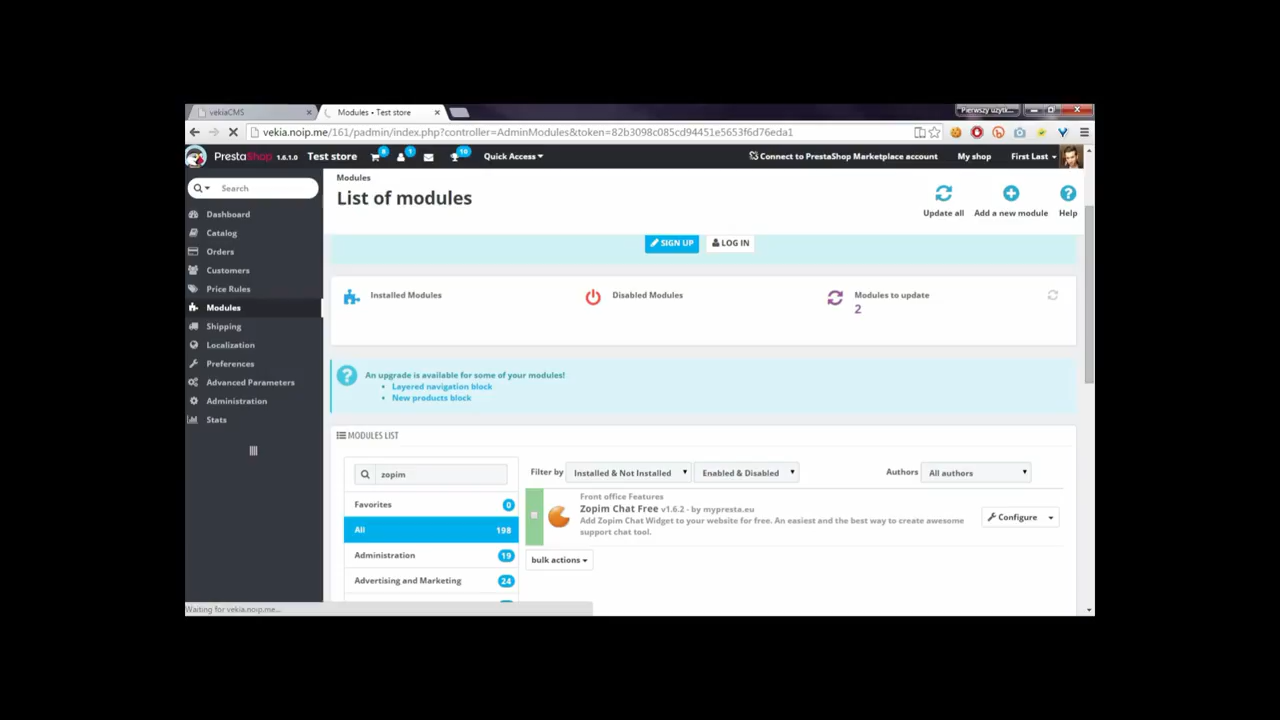 vekiaCMS
Modules • Test store
Pierwszy użytk...
vekia.noip.me/161/padmin/index.php?controller=AdminModules&token=82b3098c085cd94451e5653f6d76eda1
PrestaShop 1.6.1.0 Test store 8 1 10 Quick Access Connect to PrestaShop Marketplace account My shop First Last
Search
Dashboard
Catalog
Orders
Customers
Price Rules
Modules
Shipping
Localization
Preferences
Advanced Parameters
Administration
Stats
Modules
List of modules
Update all
Add a new module
Help
SIGN UP
LOG IN
Installed Modules
Disabled Modules
Modules to update
2
An upgrade is available for some of your modules!
• Layered navigation block
• New products block
MODULES LIST
zopim
Favorites 0
All 198
Administration 19
Advertising and Marketing 24
Filter by Installed & Not Installed Enabled & Disabled Authors All authors
Front office Features
Zopim Chat Free v1.6.2 - by mypresta.eu
Add Zopim Chat Widget to your website for free. An easiest and the best way to create awesome
support chat tool.
Configure
bulk actions
Waiting for vekia.noip.me...